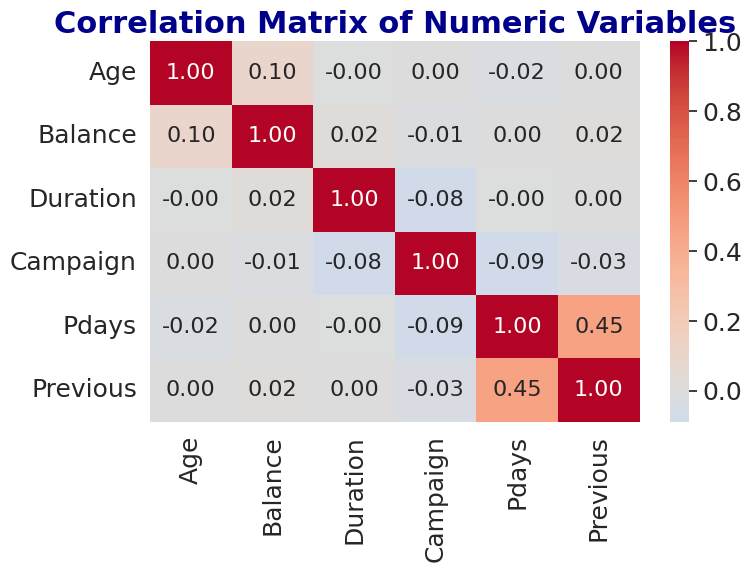 Correlation Matrix of Numeric Variables
Age 1.00 0.10 -0.00 0.00 -0.02 0.00
Balance 0.10 1.00 0.02 -0.01 0.00 0.02
Duration -0.00 0.02 1.00 -0.08 -0.00 0.00
Campaign 0.00 -0.01 -0.08 1.00 -0.09 -0.03
Pdays -0.02 0.00 -0.00 -0.09 1.00 0.45
Previous 0.00 0.02 0.00 -0.03 0.45 1.00
Age
Balance
Duration
Campaign
Pdays
Previous
1.0
0.8
0.6
0.4
0.2
0.0